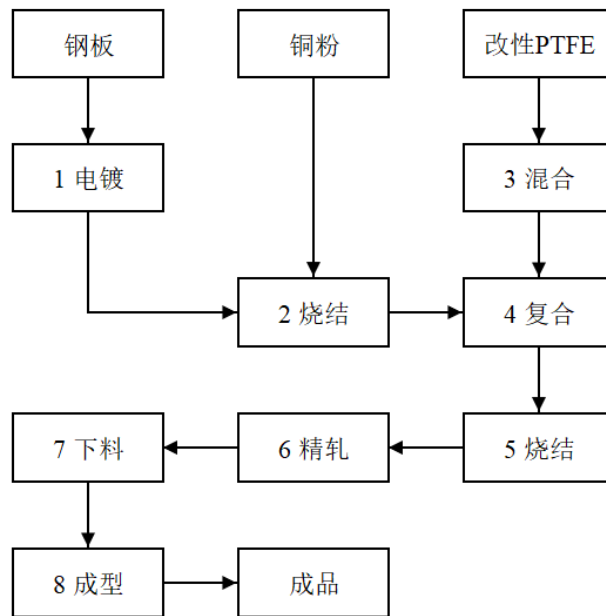 钢板
铜粉
改性PTFE
1 电镀
3 混合
2 烧结
4 复合
7 下料
6 精轧
5 烧结
8 成型
成品